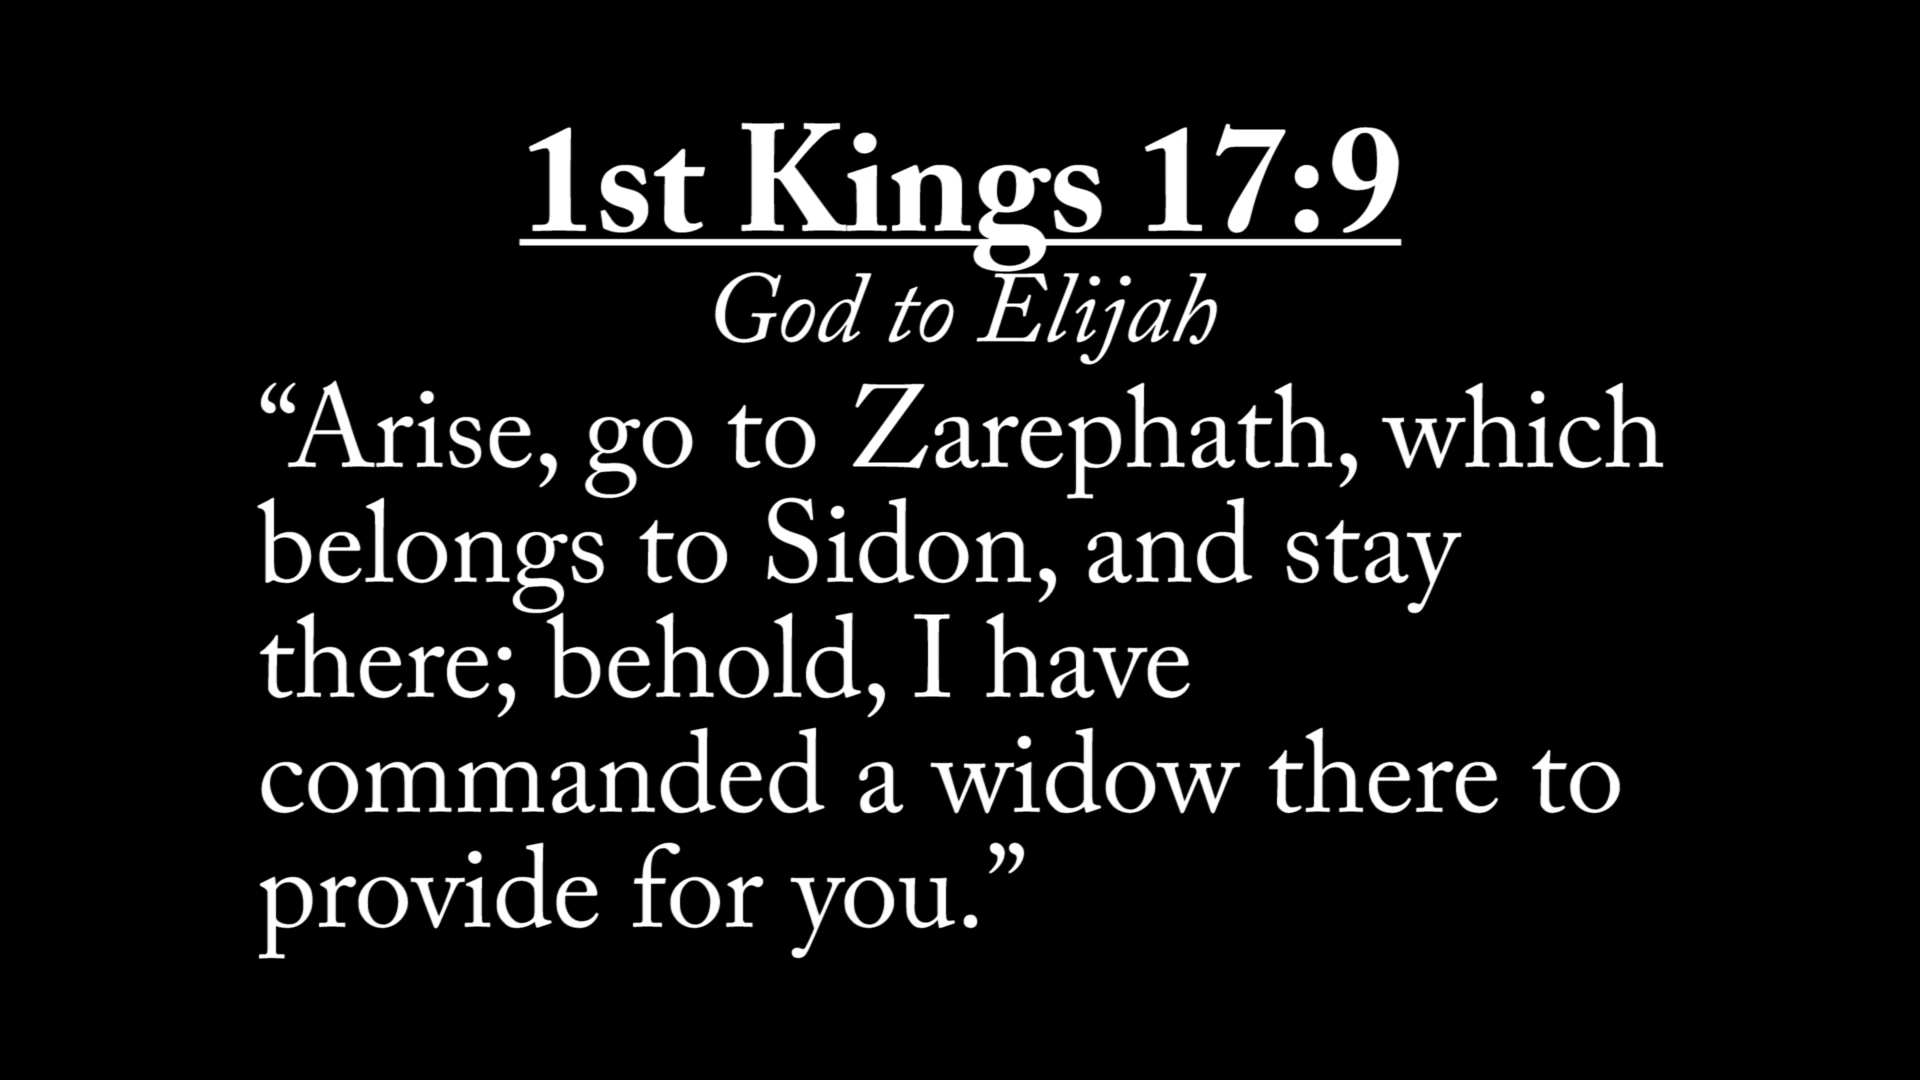 1st Kings 17:9
God to Elijah
“Arise, go to Zarephath, which
belongs to Sidon, and stay
there; behold, I have
commanded a widow there to
provide for you.”